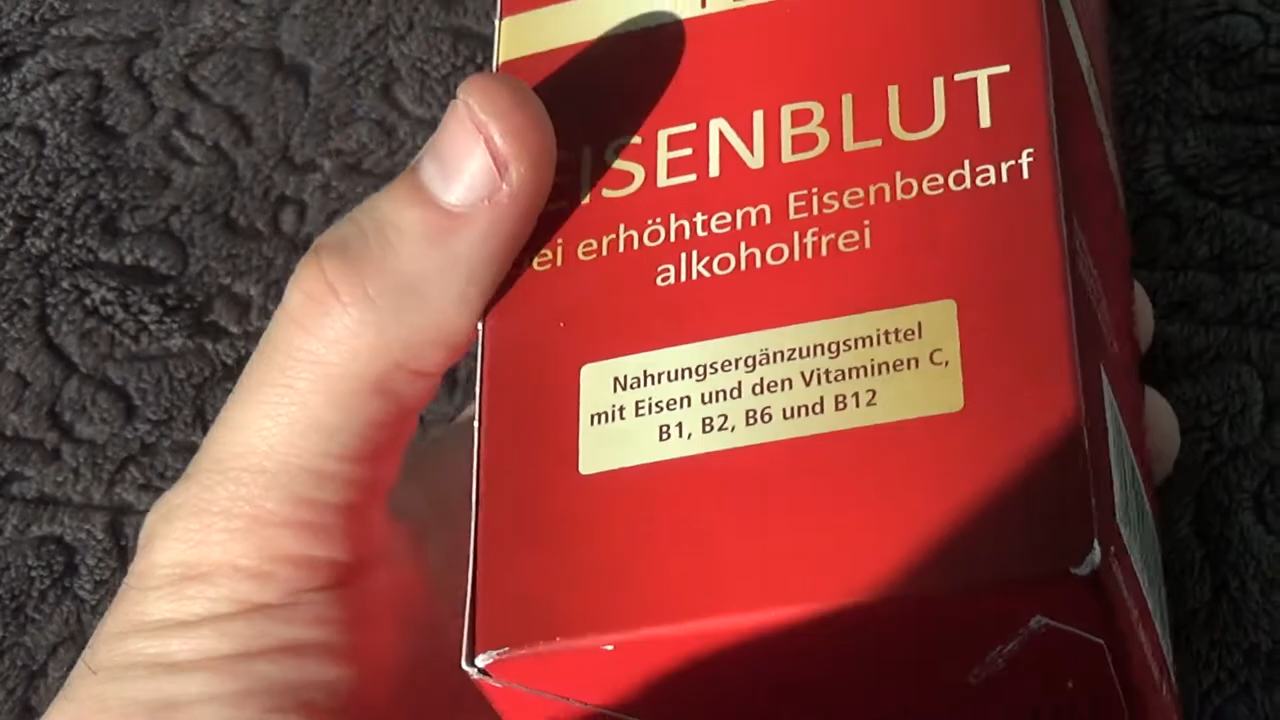 EISENBLUT
ei erhöhtem Eisenbedarf
alkoholfrei
Nahrungsergänzungsmittel
mit Eisen und den Vitaminen C,
B1, B2, B6 und B12